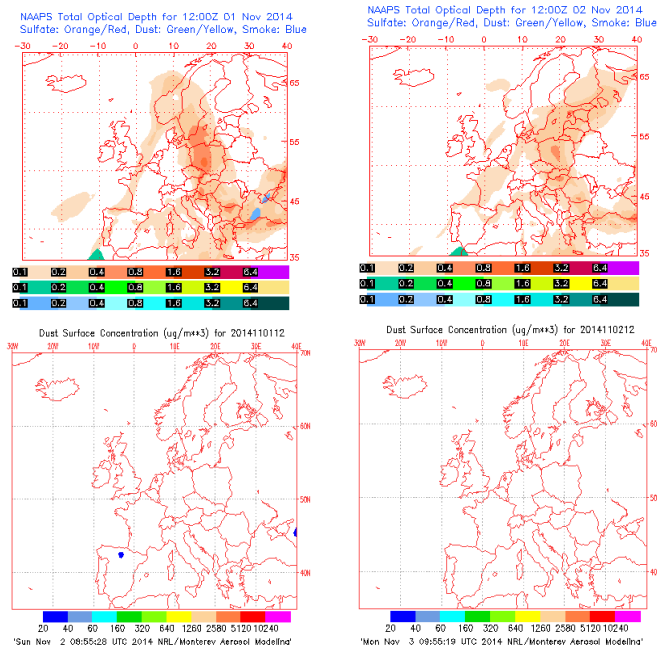 NAAPS Total Optical Depth for 12:00Z 01 Nov 2014
Sulfate: Orange/Red, Dust: Green/Yellow, Smoke: Blue
-30 -20 -10 0 10 20 30 40
65
55
45
35
0.1 0.2 0.4 0.8 1.6 3.2 6.4
0.1 0.2 0.4 0.8 1.6 3.2 6.4
0.1 0.2 0.4 0.8 1.6 3.2 6.4
NAAPS Total Optical Depth for 12:00Z 02 Nov 2014
Sulfate: Orange/Red, Dust: Green/Yellow, Smoke: Blue
-30 -20 -10 0 10 20 30 40
65
55
45
35
0.1 0.2 0.4 0.8 1.6 3.2 6.4
0.1 0.2 0.4 0.8 1.6 3.2 6.4
0.1 0.2 0.4 0.8 1.6 3.2 6.4
Dust Surface Concentration (ug/m**3) for 2014110112
30W 20W 10W 0 10E 20E 30E 40E
70N
60N
50N
40N
20 40 60 160 320 640 1260 2580 5120 10240
'Sun Nov 2 08:55:28 UTC 2014 NRL/Monterey Aerosol Modeling'
Dust Surface Concentration (ug/m**3) for 2014110212
30W 20W 10W 0 10E 20E 30E 40E
70N
60N
50N
40N
20 40 60 160 320 640 1260 2580 5120 10240
'Mon Nov 3 09:55:19 UTC 2014 NRL/Monterey Aerosol Modeling'